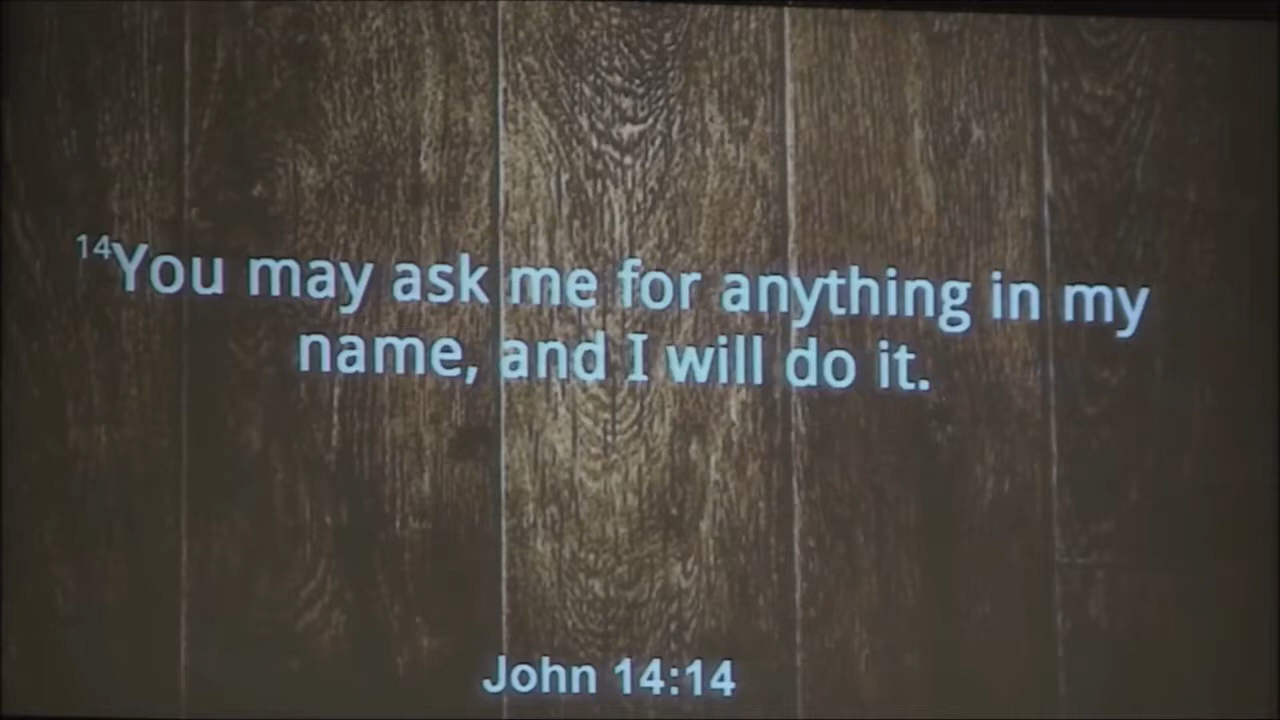 14You may ask me for anything in my
name, and I will do it.
John 14:14